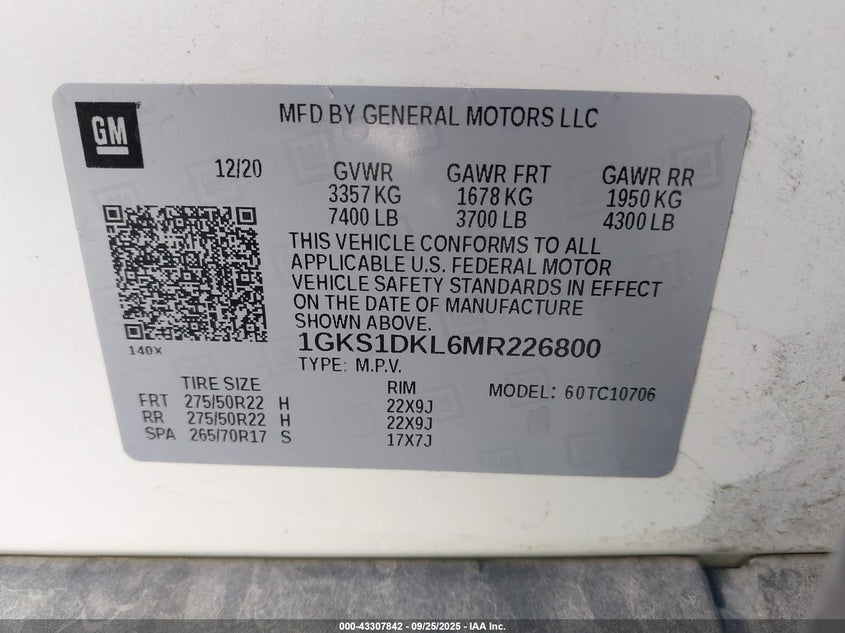 GM
MFD BY GENERAL MOTORS LLC
12/20
GVWR GAWR FRT GAWR RR
3357 KG 1678 KG 1950 KG
7400 LB 3700 LB 4300 LB
THIS VEHICLE CONFORMS TO ALL
APPLICABLE U.S. FEDERAL MOTOR
VEHICLE SAFETY STANDARDS IN EFFECT
ON THE DATE OF MANUFACTURE
SHOWN ABOVE.
140X
1GKS1DKL6MR226800
TYPE: M.P.V.
TIRE SIZE RIM MODEL: 60TC10706
FRT 275/50R22 H 22X9J
RR 275/50R22 H 22X9J
SPA 265/70R17 S 17X7J
000-43307842 / 09/25/2025 - IAA Inc.